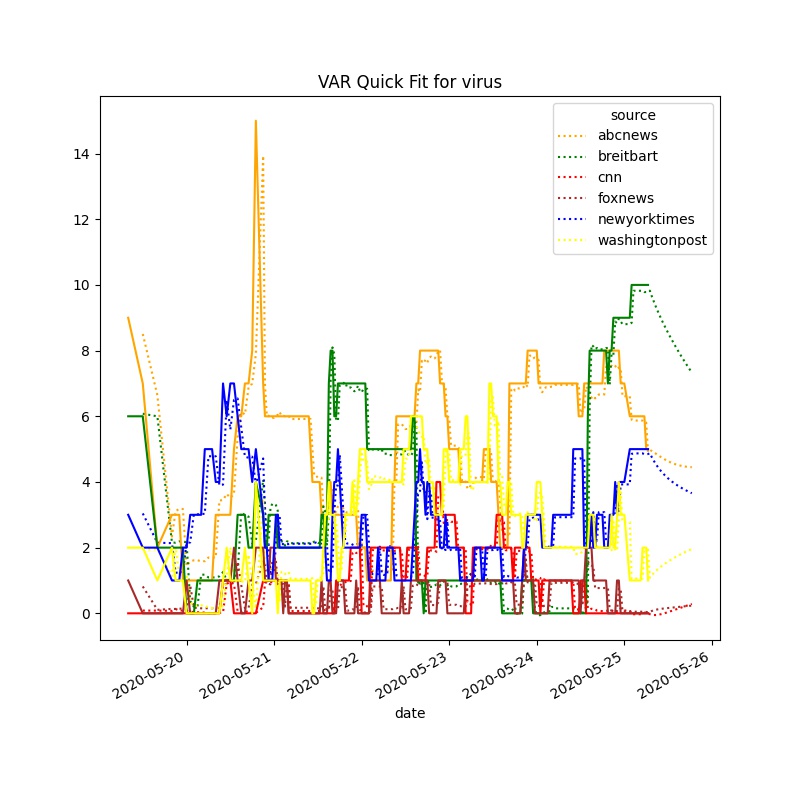 VAR Quick Fit for virus
source
abcnews
breitbart
cnn
foxnews
newyorktimes
washingtonpost
14
12
10
8
6
4
2
0
2020-05-20
2020-05-21
2020-05-22
2020-05-23
2020-05-24
2020-05-25
2020-05-26
date